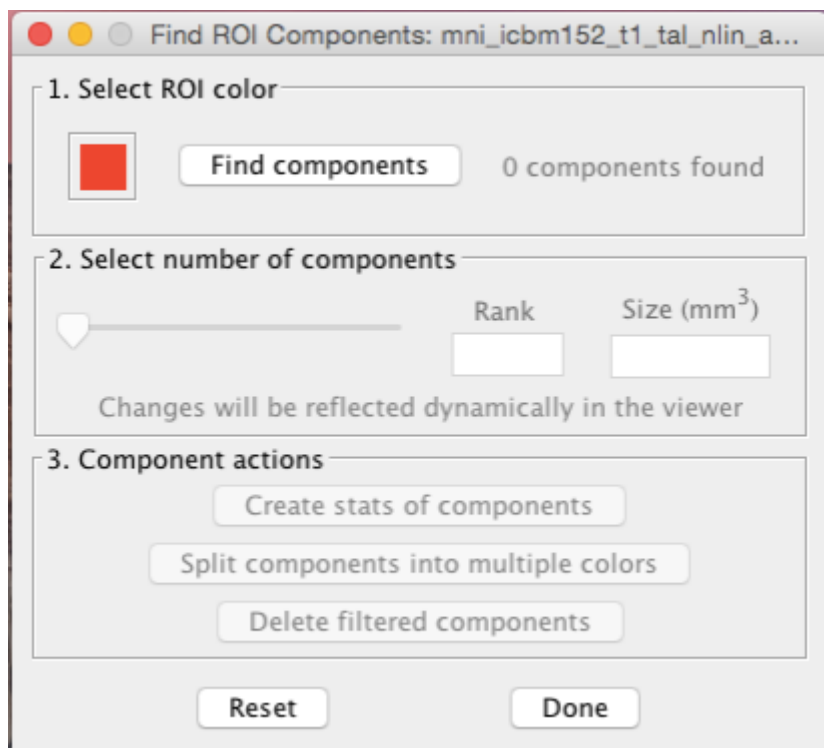 Find ROI Components: mni_icbm152_t1_tal_nlin_a...
1. Select ROI color
Find components 0 components found
2. Select number of components
Rank Size (mm³)
Changes will be reflected dynamically in the viewer
3. Component actions
Create stats of components
Split components into multiple colors
Delete filtered components
Reset Done